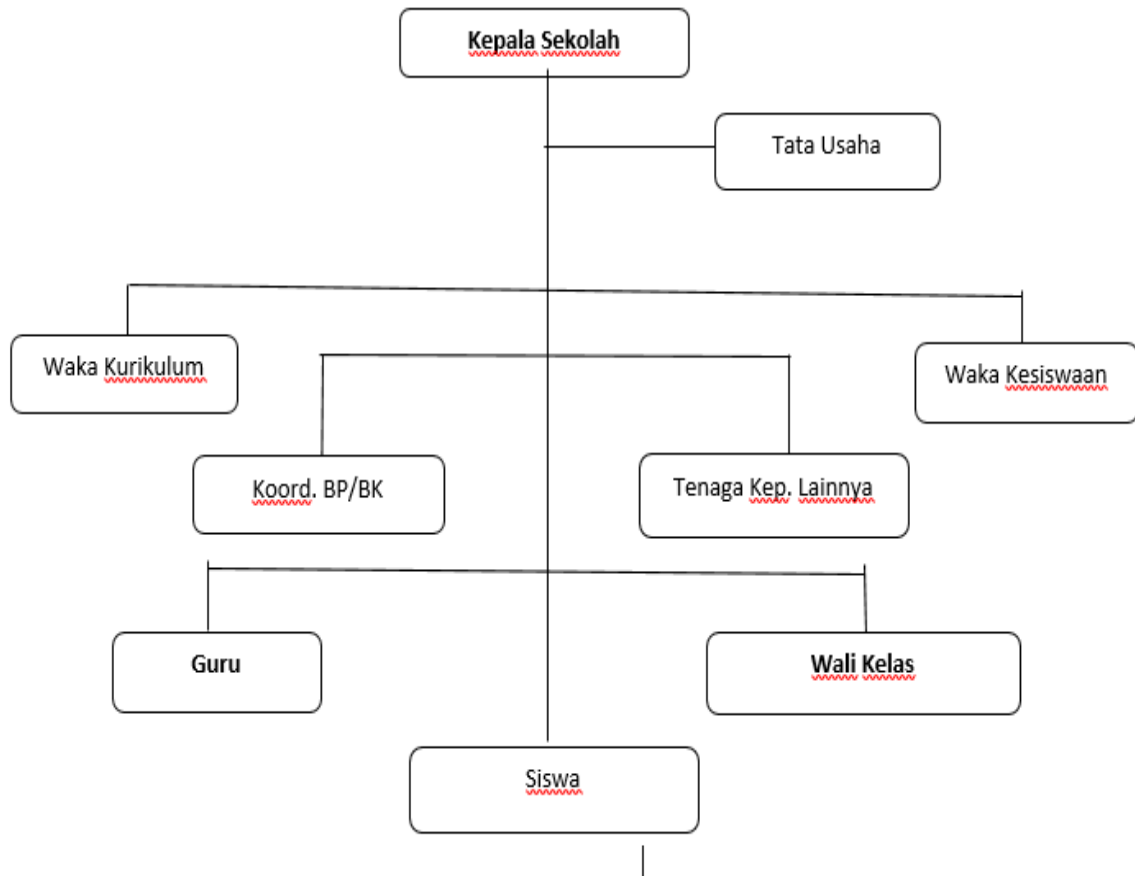 Kepala Sekolah
Tata Usaha
Waka Kurikulum
Waka Kesiswaan
Koord. BP/BK
Tenaga Kep. Lainnya
Guru
Wali Kelas
Siswa